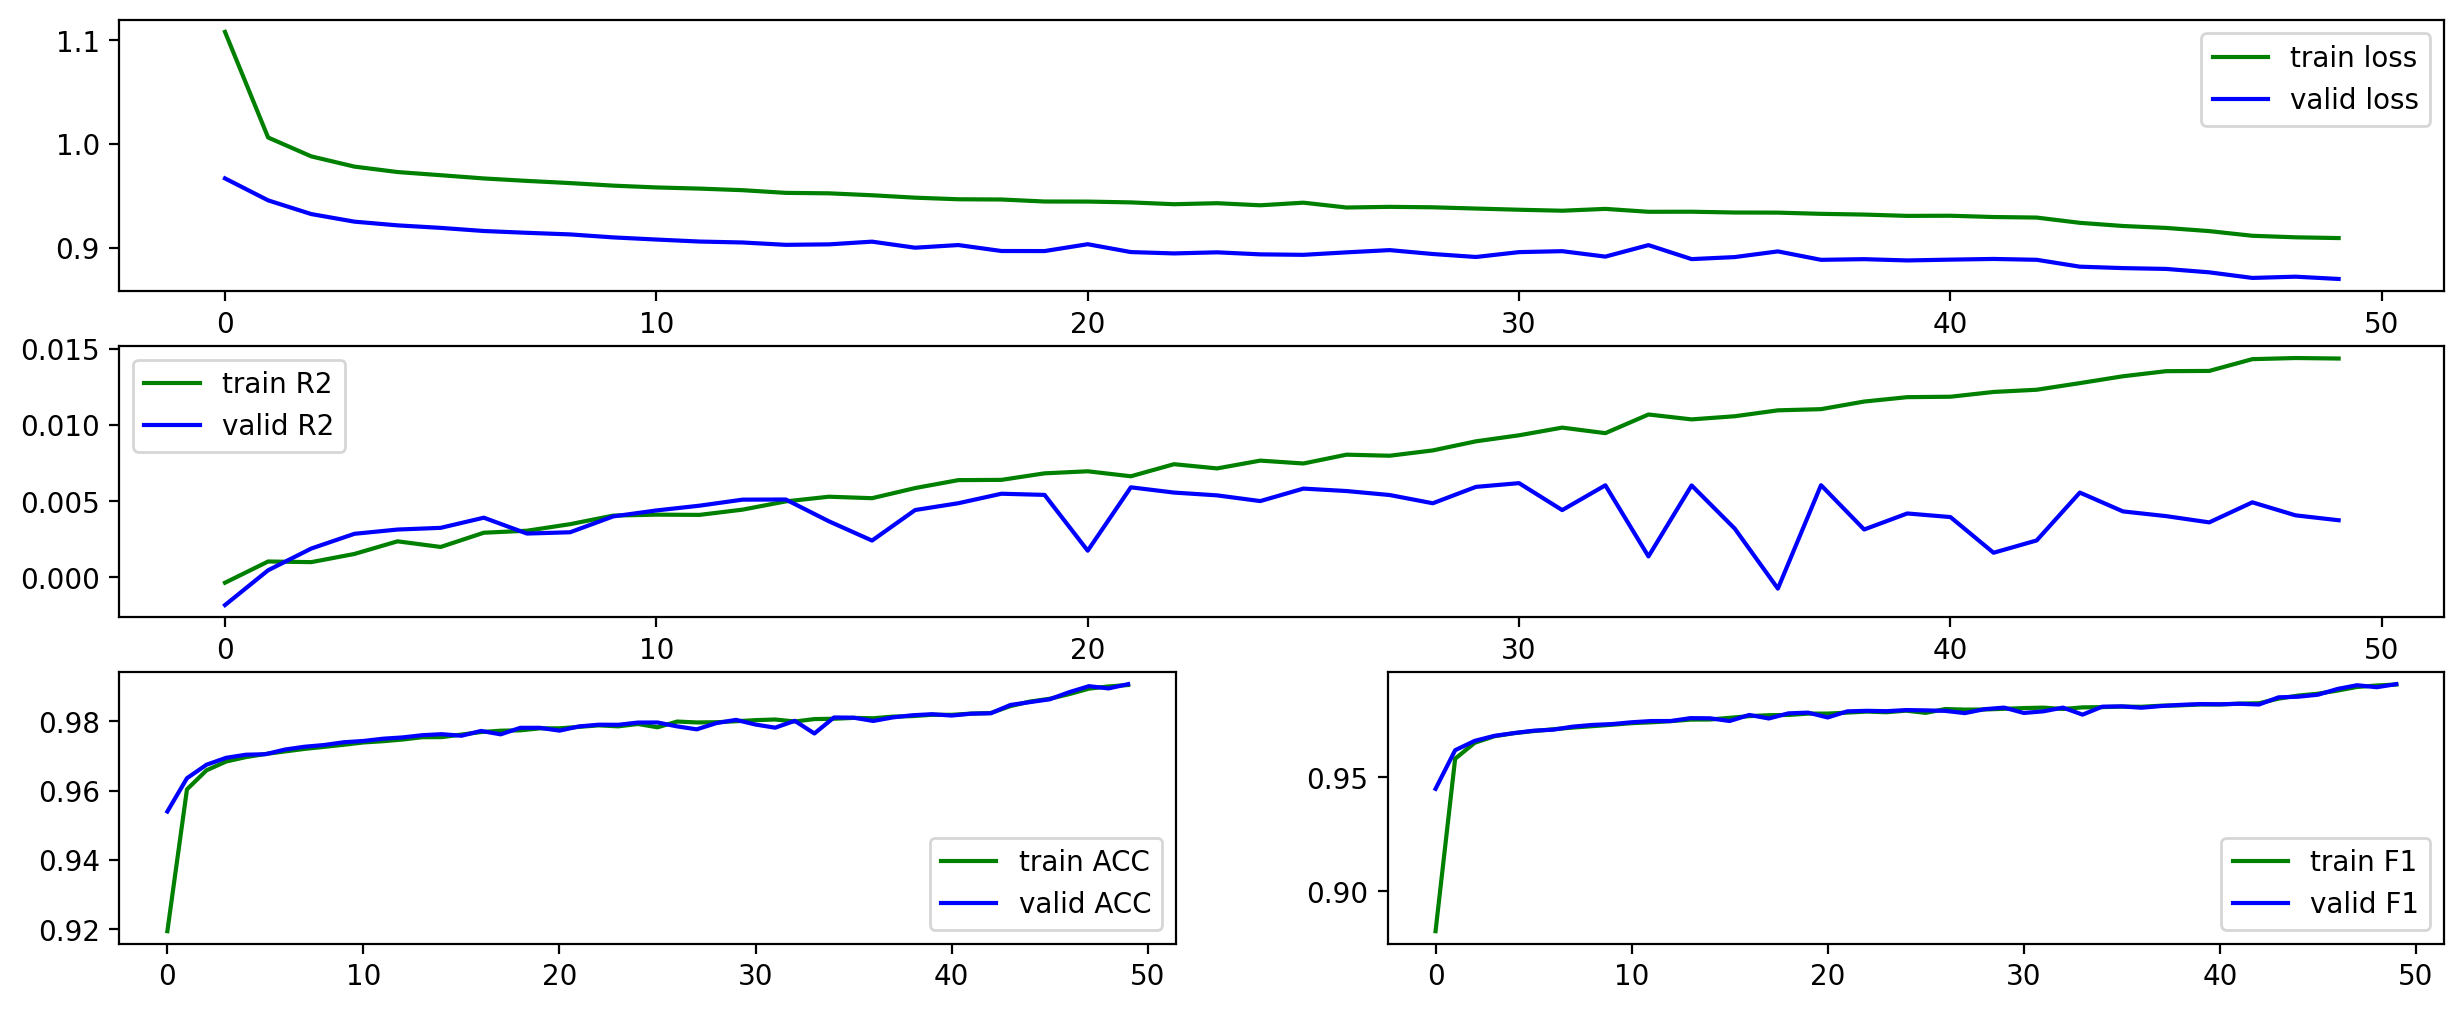 1.1
1.0
0.9
train loss
valid loss
0 10 20 30 40 50
0.015
0.010
0.005
0.000
train R2
valid R2
0 10 20 30 40 50
0.98
0.96
0.94
0.92
train ACC
valid ACC
0 10 20 30 40 50
0.95
0.90
train F1
valid F1
0 10 20 30 40 50